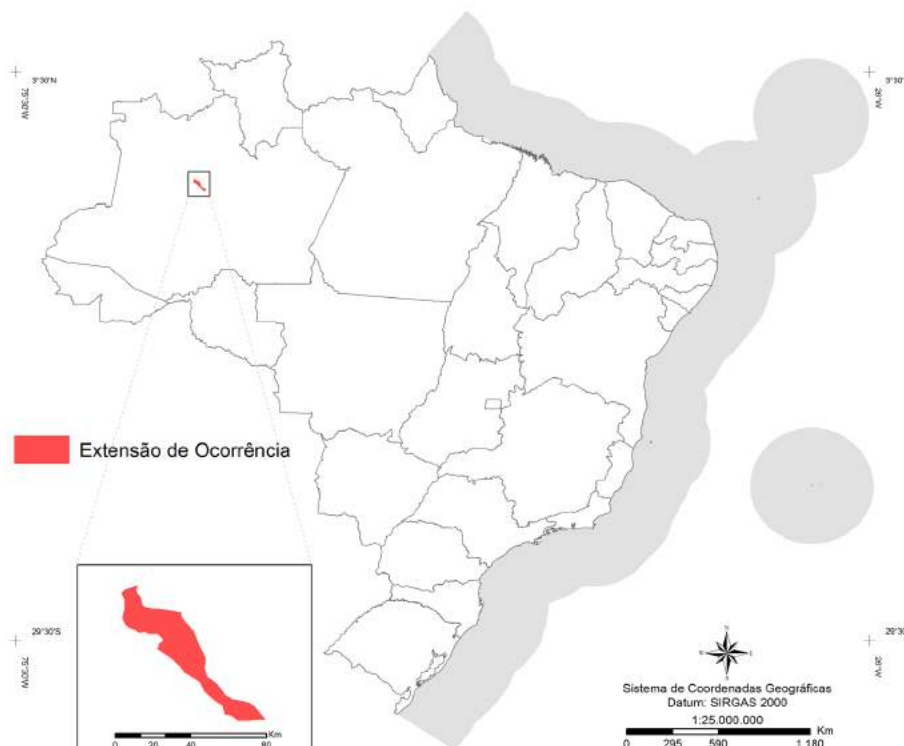 3°30'N
75°30'W
3°30'
28°W
Extensão de Ocorrência
29°30'S
75°30'W
29°30'
28°W
N
W
E
S
Sistema de Coordenadas Geográficas
Datum: SIRGAS 2000
1:25.000.000
Km
0 295 590 1.180
Km
0 20 40 80